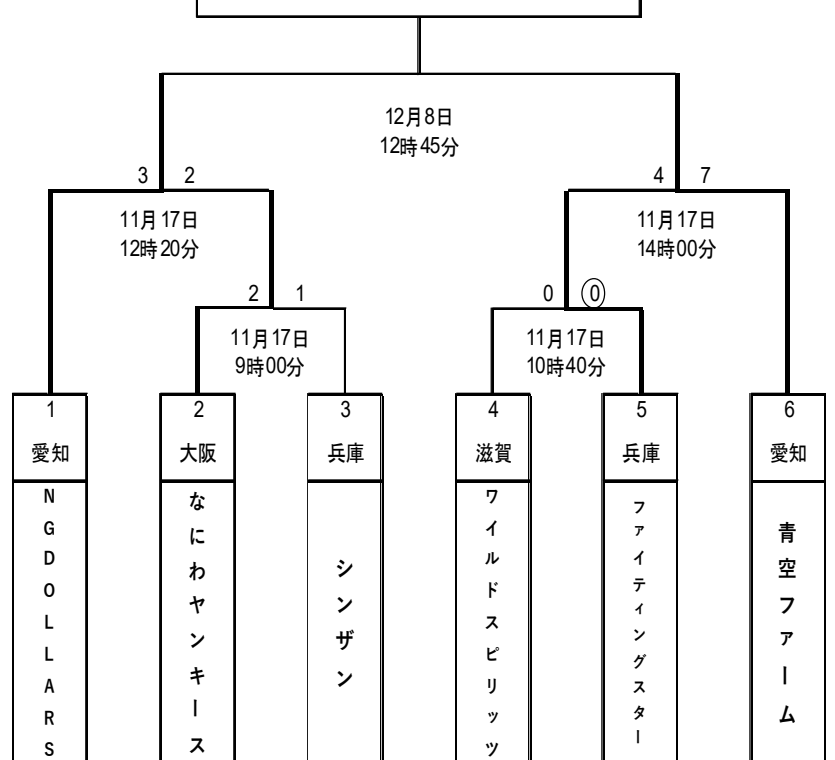 12月8日
12時45分
3 2
4 7
11月17日
12時20分
11月17日
14時00分
2 1
0 0
11月17日
9時00分
11月17日
10時40分
1
2
3
4
5
6
愛知
大阪
兵庫
滋賀
兵庫
愛知
NGDOLLARS
なにわヤンキース
シンザン
ワイルドスピリッツ
ファイティングスター
青空ファーム